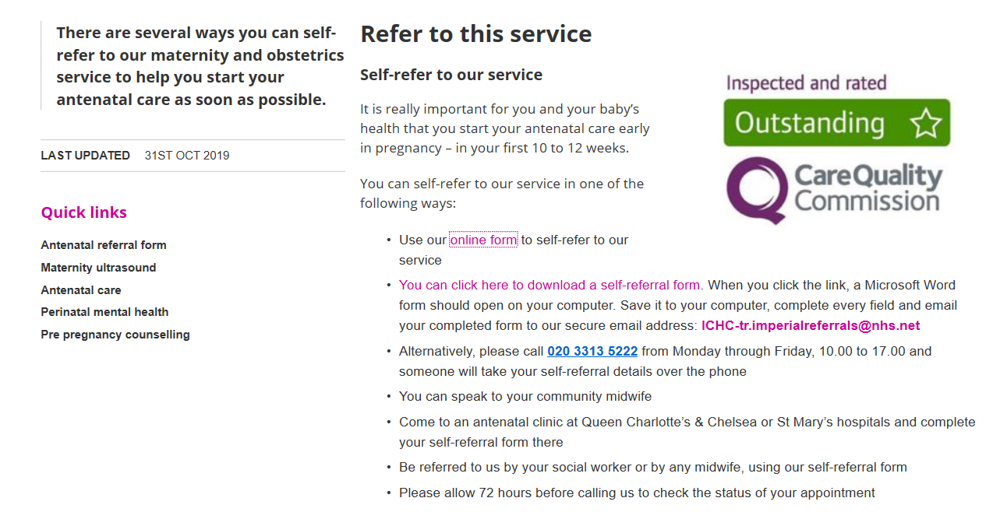 There are several ways you can self-
refer to our maternity and obstetrics
service to help you start your
antenatal care as soon as possible.
LAST UPDATED 31ST OCT 2019
Quick links
Antenatal referral form
Maternity ultrasound
Antenatal care
Perinatal mental health
Pre pregnancy counselling
Refer to this service
Self-refer to our service
It is really important for you and your baby’s
health that you start your antenatal care early
in pregnancy – in your first 10 to 12 weeks.
You can self-refer to our service in one of the
following ways:
• Use our online form to self-refer to our
service
• You can click here to download a self-referral form. When you click the link, a Microsoft Word
form should open on your computer. Save it to your computer, complete every field and email
your completed form to our secure email address: ICHC-tr.imperialreferrals@nhs.net
• Alternatively, please call 020 3313 5222 from Monday through Friday, 10.00 to 17.00 and
someone will take your self-referral details over the phone
• You can speak to your community midwife
• Come to an antenatal clinic at Queen Charlotte’s & Chelsea or St Mary’s hospitals and complete
your self-referral form there
• Be referred to us by your social worker or by any midwife, using our self-referral form
• Please allow 72 hours before calling us to check the status of your appointment
Inspected and rated
Outstanding
CareQuality
Commission